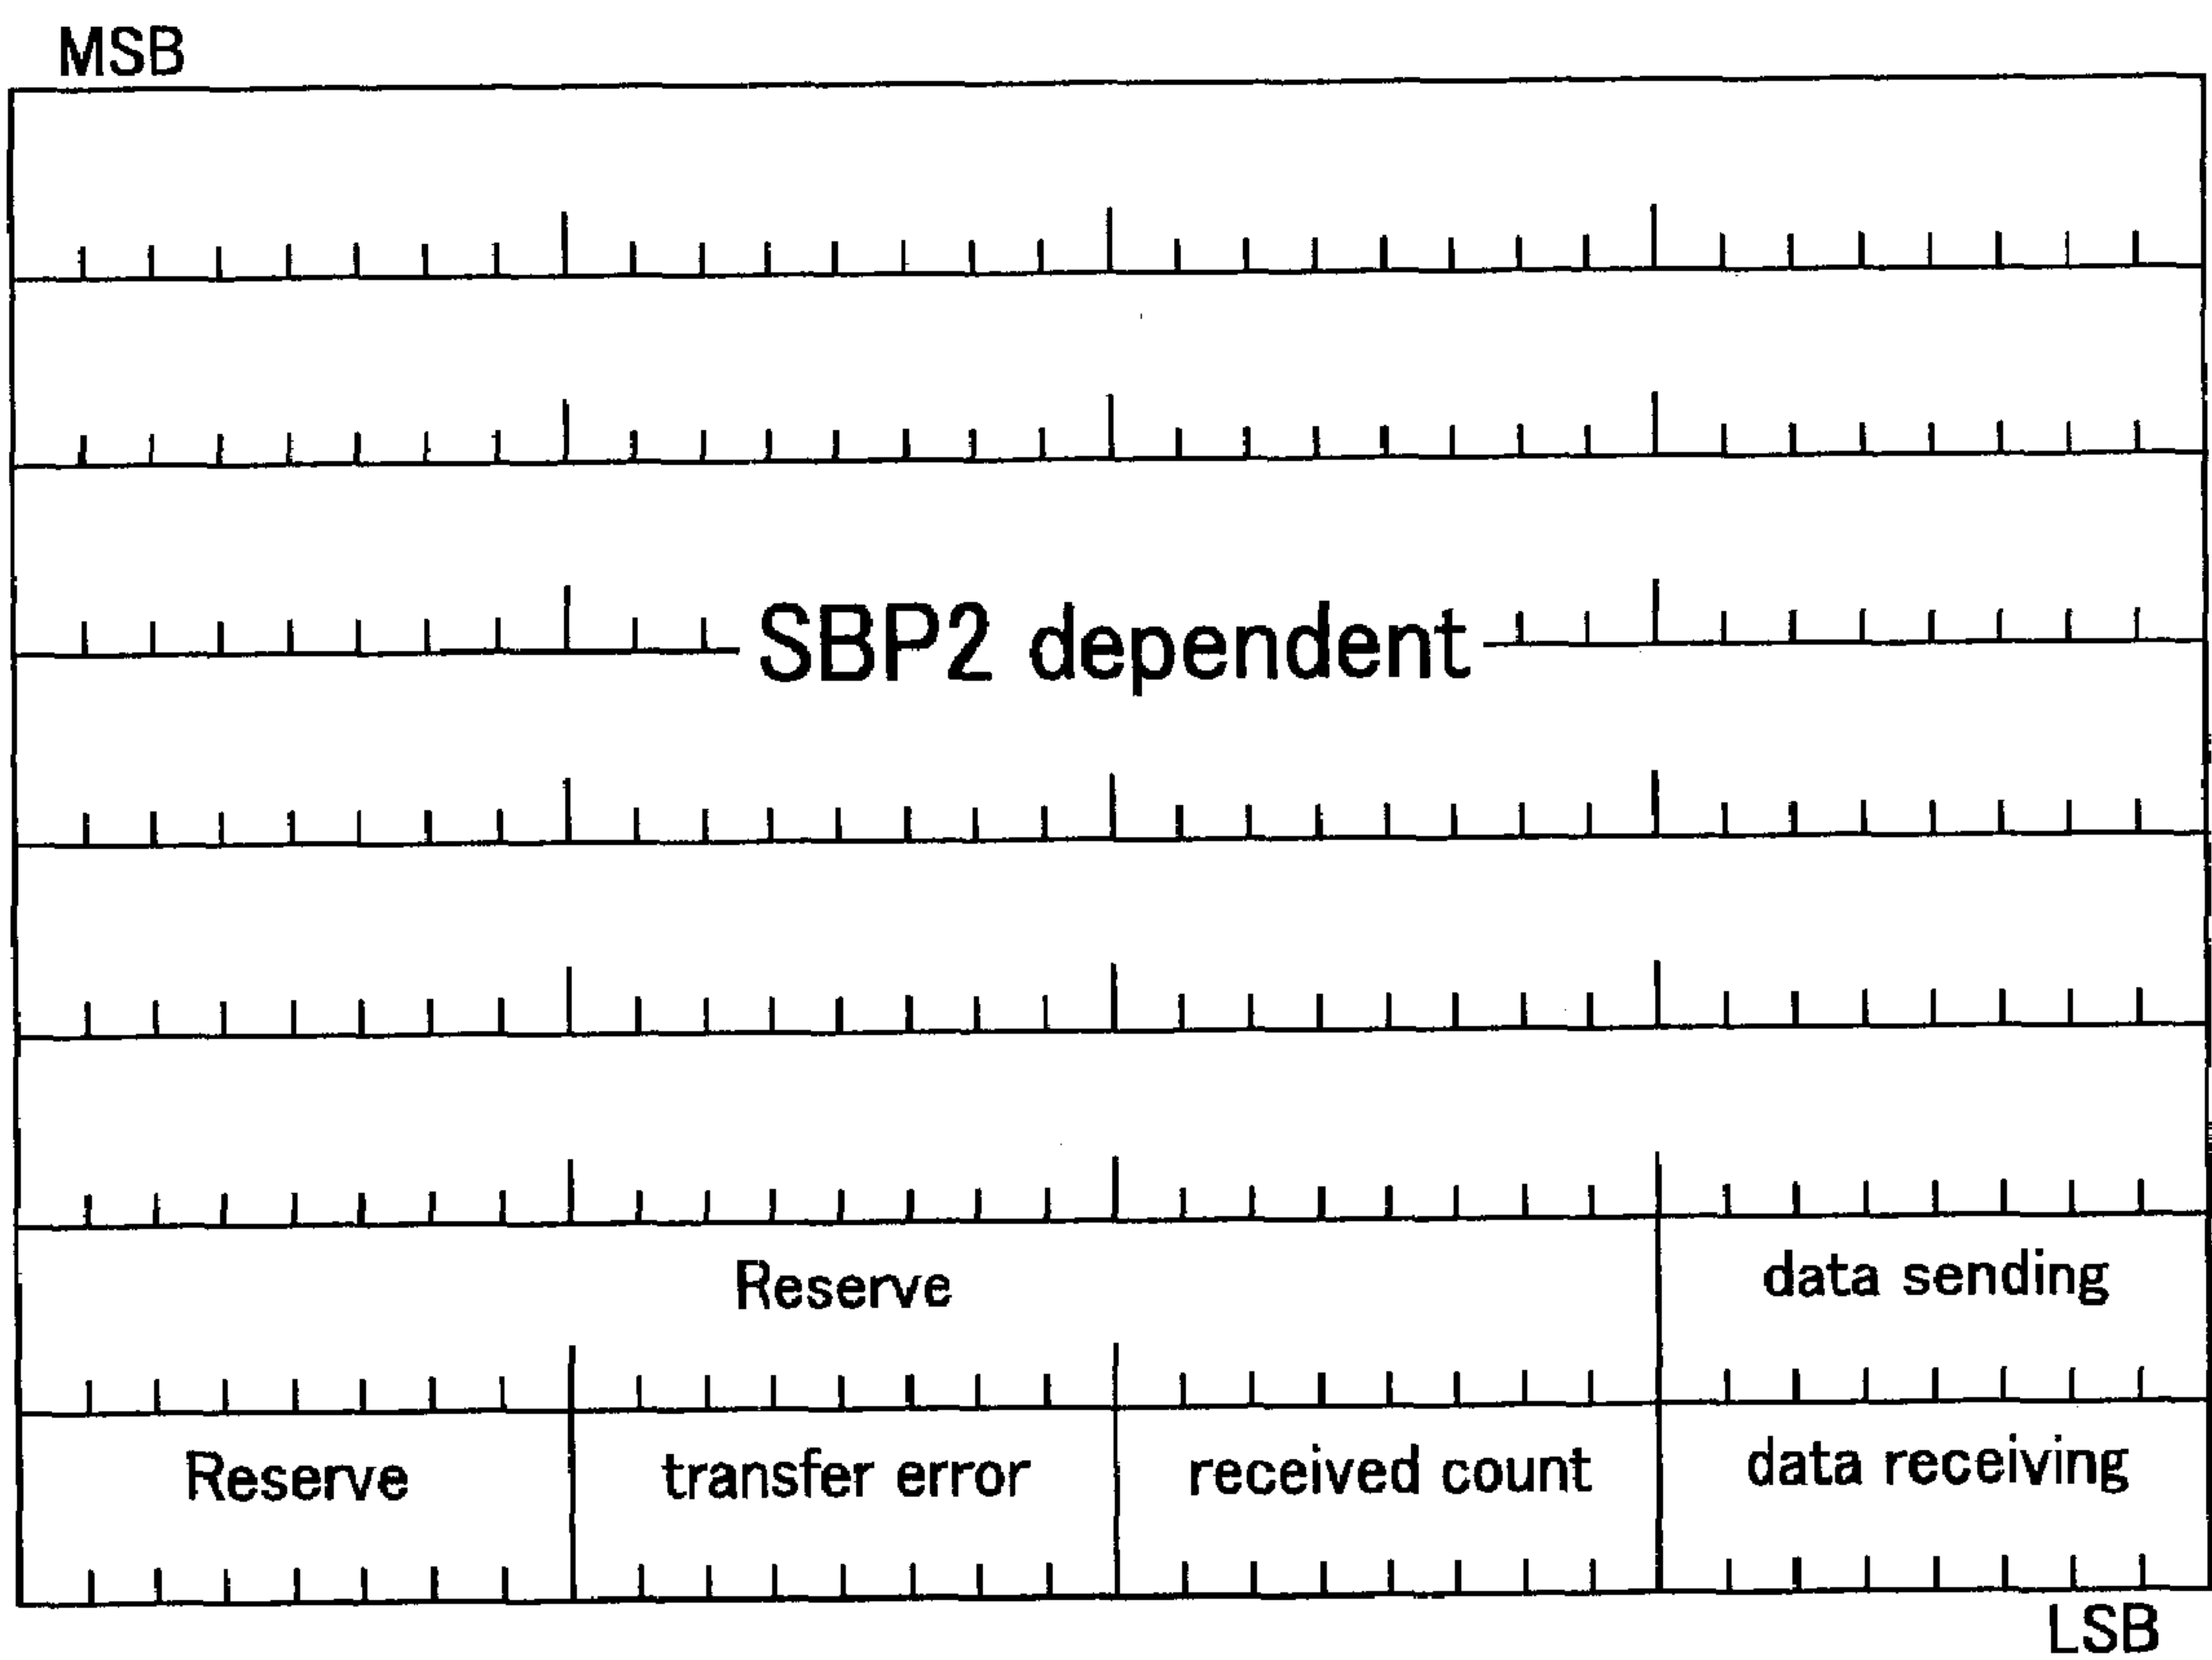 MSB
SBP2 dependent
Reserve
data sending
Reserve
transfer error
received count
data receiving
LSB